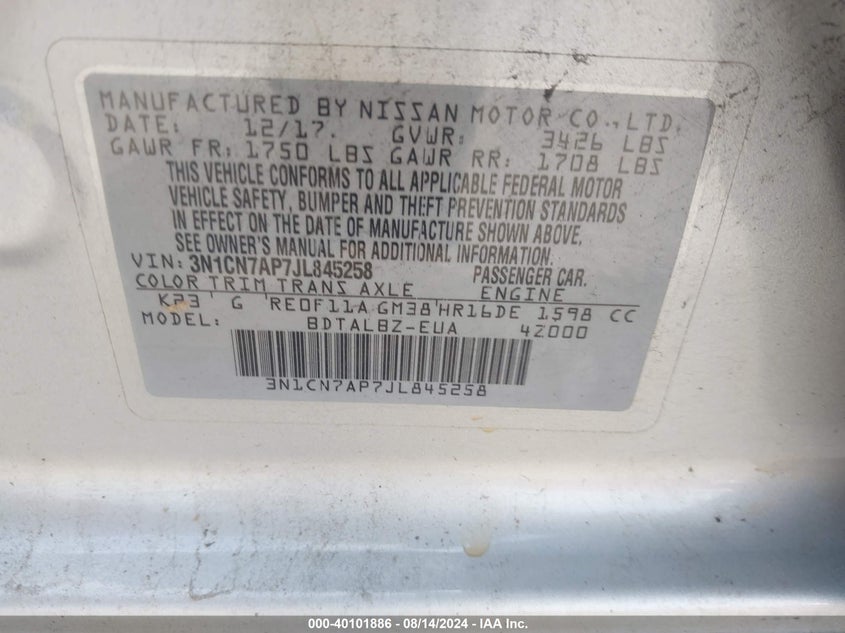 MANUFACTURED BY NISSAN MOTOR CO.,LTD.
DATE: 12/17. GVWR: 3426 LBS
GAWR FR: 1750 LBS GAWR RR: 1708 LBS
THIS VEHICLE CONFORMS TO ALL APPLICABLE FEDERAL MOTOR
VEHICLE SAFETY, BUMPER AND THEFT PREVENTION STANDARDS
IN EFFECT ON THE DATE OF MANUFACTURE SHOWN ABOVE.
SEE OWNER'S MANUAL FOR ADDITIONAL INFORMATION.
VIN: 3N1CN7AP7JL845258 PASSENGER CAR.
COLOR TRIM TRANS AXLE ENGINE
K23 ' G 'RE0F11A GM38'HR16DE 1598 CC
MODEL: BDTALBZ-EUA 42000
3N1CN7AP7JL845258
000-40101886 - 08/14/2024 - IAA Inc.